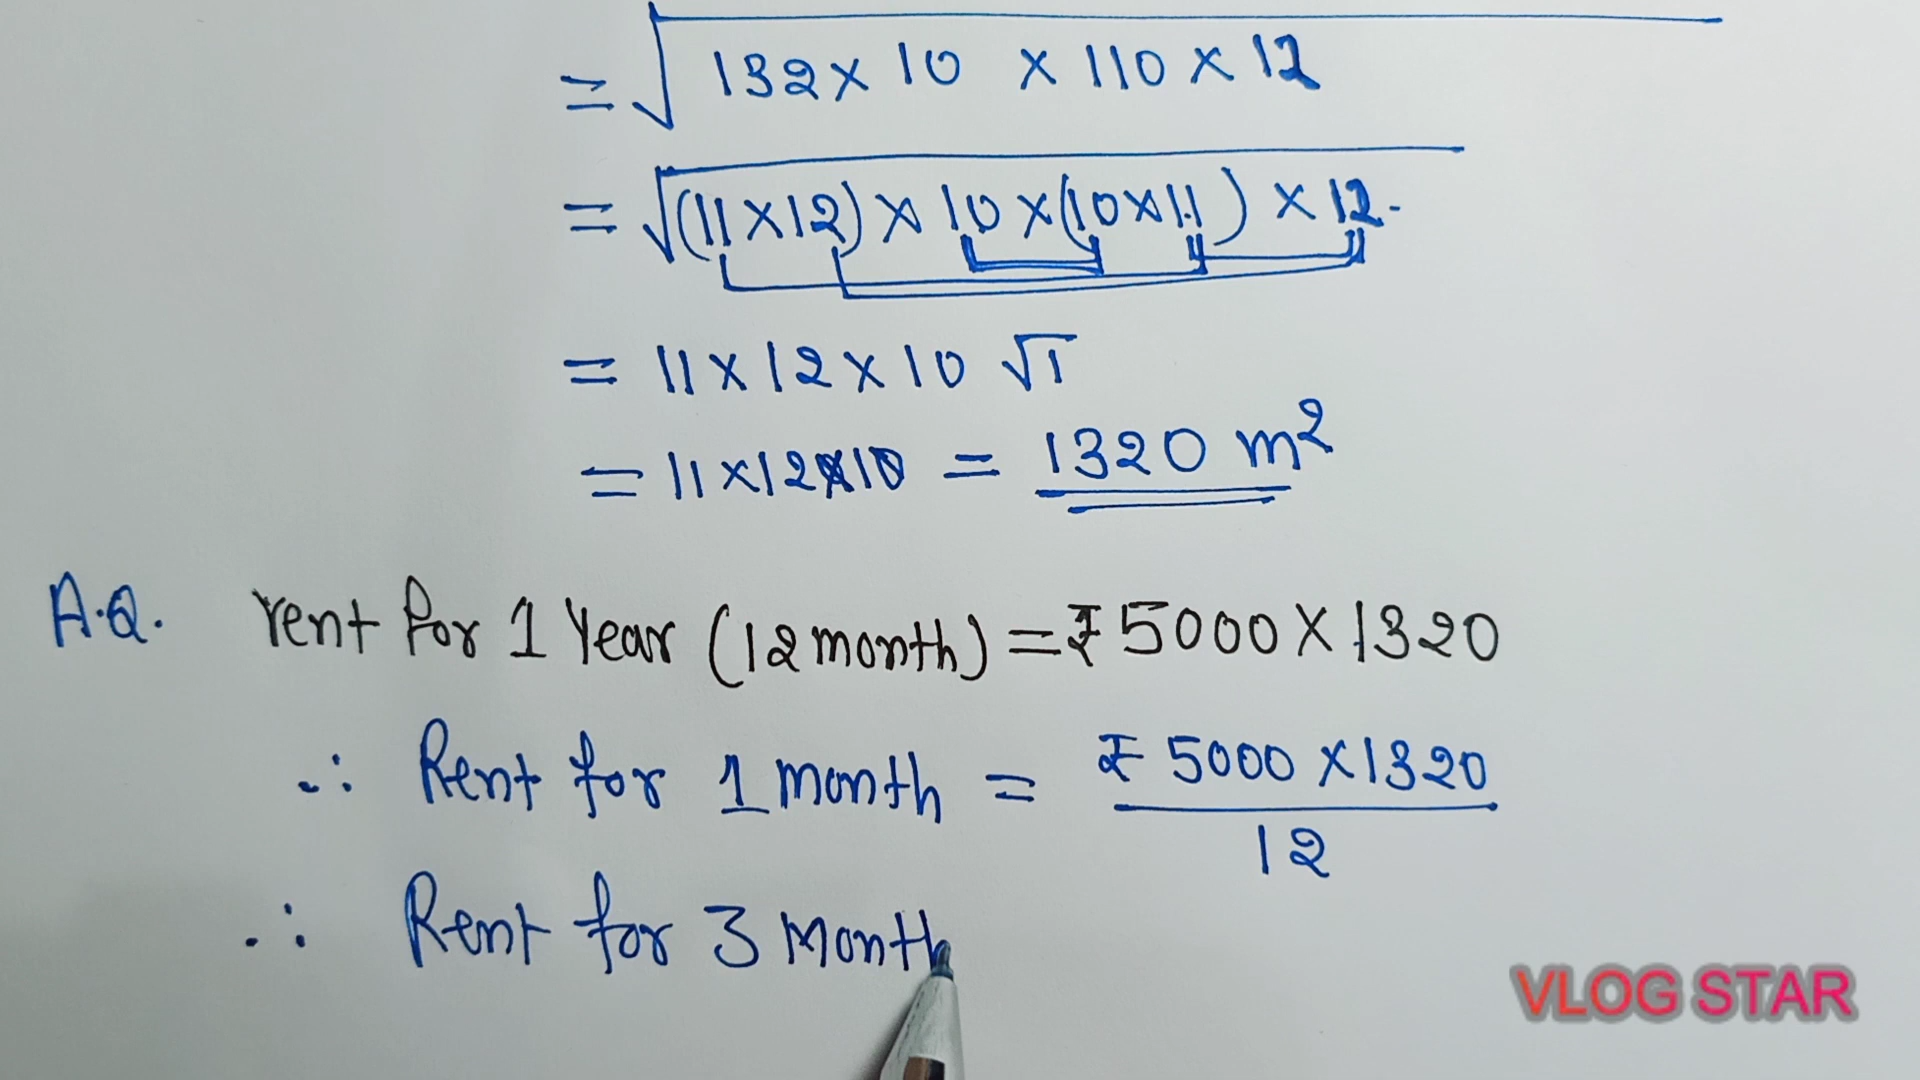 = √132 × 10 × 110 × 12
= √(11 × 12) × 10 × (10 × 11) × 12.
= 11 × 12 × 10 √1
= 11 × 12 × 10 = 1320 m²
A.Q. rent for 1 Year (12 month) = ₹ 5000 × 1320
∴ Rent for 1 month = ₹ 5000 × 1320
12
∴ Rent for 3 Month
VLOG STAR